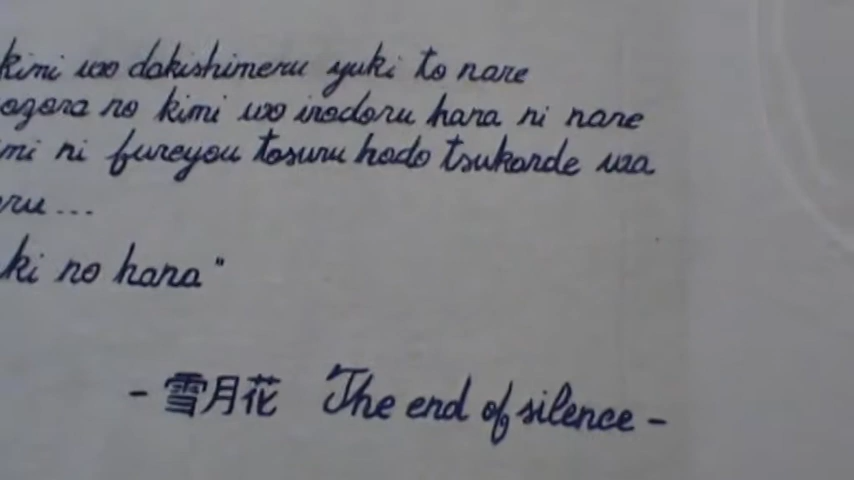 kimi wo dakishimeru yuki to nare
ogora no kimi wo irodoru hana ni nare
mi ni fureyou tosuru hodo tsukande wa
ru...
ki no hana"
- 雪月花 The end of silence -